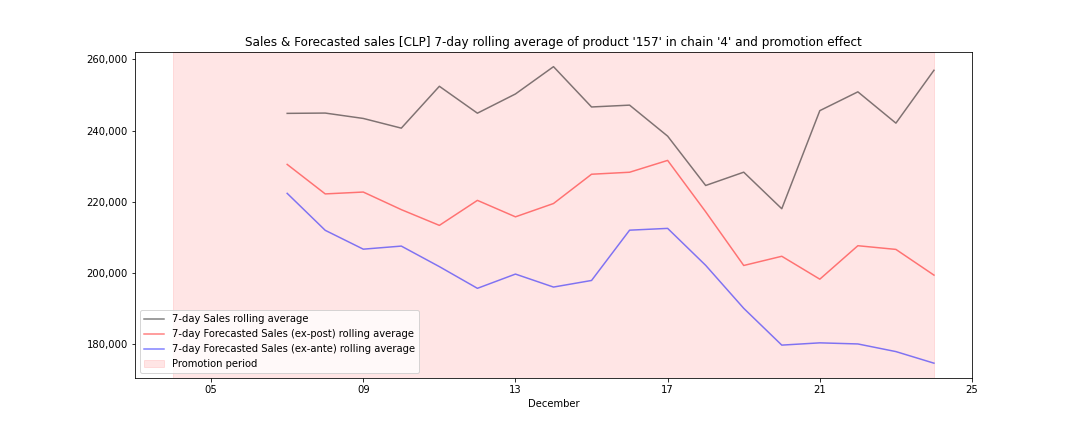 Sales & Forecasted sales [CLP] 7-day rolling average of product '157' in chain '4' and promotion effect
260,000
240,000
220,000
200,000
180,000
7-day Sales rolling average
7-day Forecasted Sales (ex-post) rolling average
7-day Forecasted Sales (ex-ante) rolling average
Promotion period
05 09 13 17 21 25
December